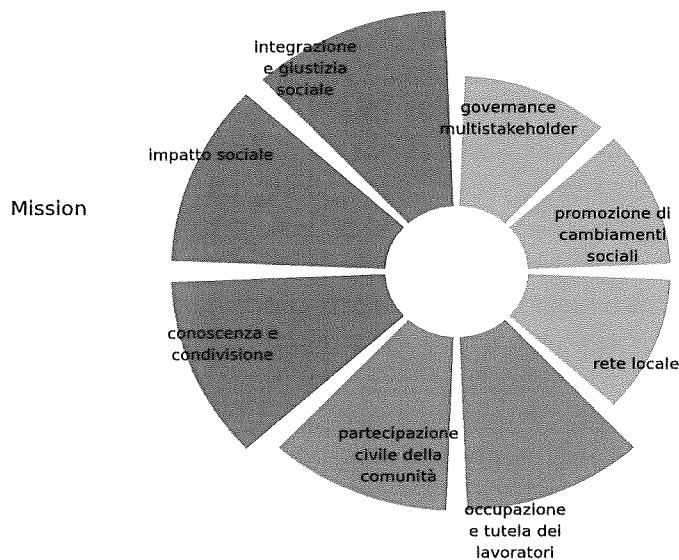 Mission
integrazione
e giustizia
sociale
governance
multistakeholder
promozione di
cambiamenti
sociali
rete locale
occupazione
e tutela dei
lavoratori
partecipazione
civile della
comunità
conoscenza e
condivisione
impatto sociale